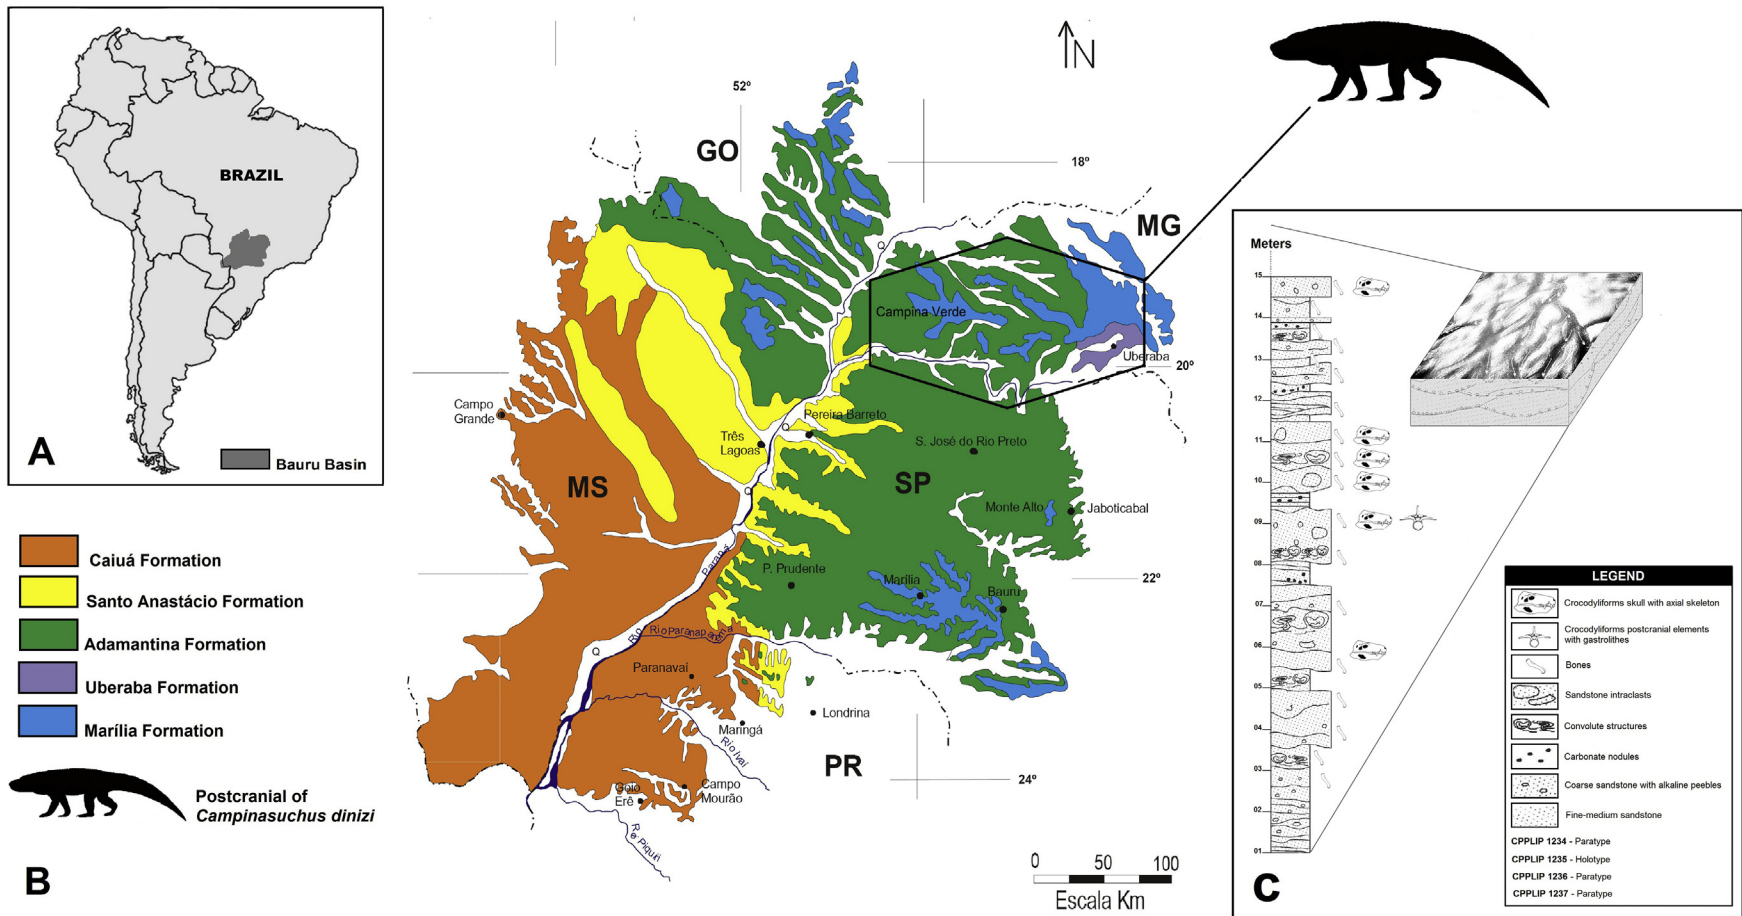 BRAZIL
A
Bauru Basin
Caiuá Formation
Santo Anastácio Formation
Adamantina Formation
Uberaba Formation
Marília Formation
Postcranial of
Campinasuchus dinizi
B
N
52º
GO
18º
MG
Q
Campina Verde
Uberaba
20º
Campo
Grande
Pereira Barreto
Q
Três
Lagoas
S. José do Rio Preto
MS
Q
SP
Monte Alto
Jaboticabal
Paraná
P. Prudente
22º
Marília
Bauru
Rio
Rio Paranapanema
Q
Paranavaí
Londrina
Maringá
Rio Ivaí
PR
24º
Goio
Erê
Campo
Mourão
Rio Piquiri
0 50 100
Escala Km
Meters
15
14
13
12
11
10
09
08
07
06
05
04
03
02
01
C
LEGEND
Crocodyliforms skull with axial skeleton
Crocodyliforms postcranial elements
with gastrolithes
Bones
Sandstone intraclasts
Convolute structures
Carbonate nodules
Coarse sandstone with alkaline peebles
Fine-medium sandstone
CPPLIP 1234 - Paratype
CPPLIP 1235 - Holotype
CPPLIP 1236 - Paratype
CPPLIP 1237 - Paratype